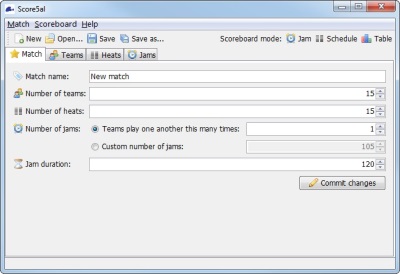 Score5al
Match Scoreboard Help
New Open... Save Save as... Scoreboard mode: Jam Schedule Table
Match Teams Heats Jams
Match name: New match
Number of teams: 15
Number of heats: 15
Number of jams: Teams play one another this many times: 1
Custom number of jams: 105
Jam duration: 120
Commit changes